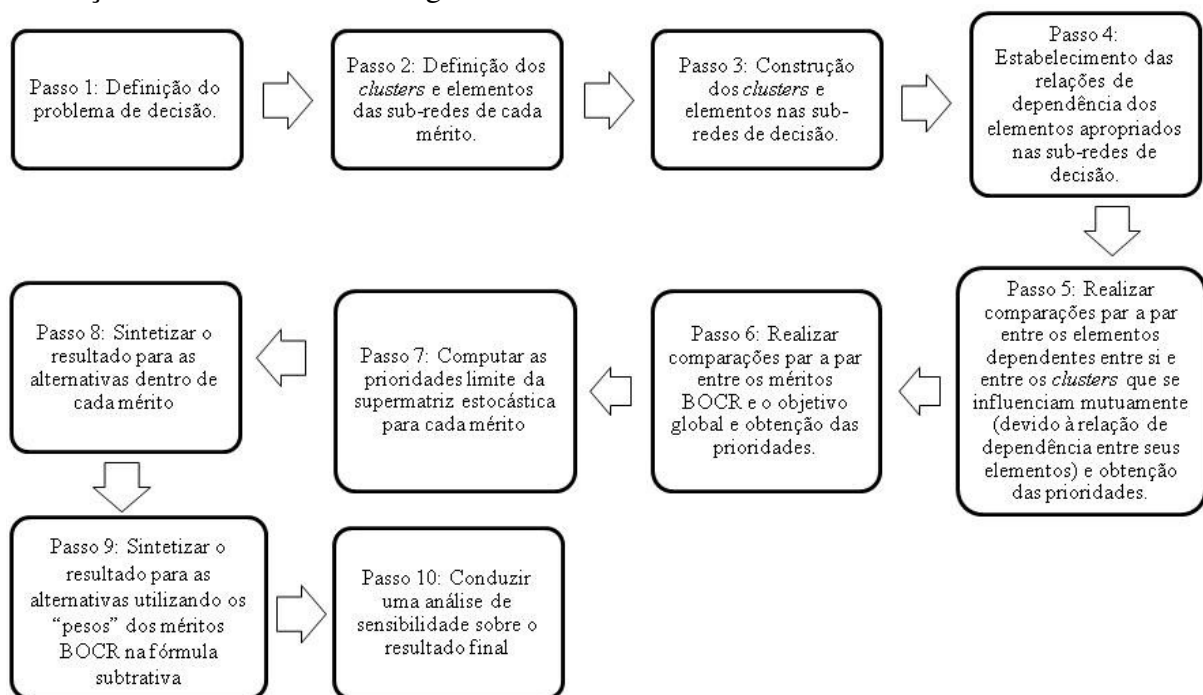 Passo 1: Definição do
problema de decisão.
Passo 2: Definição dos
clusters e elementos
das sub-redes de cada
mérito.
Passo 3: Construção
dos clusters e
elementos nas sub-
redes de decisão.
Passo 4:
Estabelecimento das
relações de
dependência dos
elementos apropriados
nas sub-redes de
decisão.
Passo 5: Realizar
comparações par a par
entre os elementos
dependentes entre si e
entre os clusters que se
influenciam mutuamente
(devido à relação de
dependência entre seus
elementos) e obtenção
das prioridades.
Passo 6: Realizar
comparações par a par
entre os méritos
BOCR e o objetivo
global e obtenção das
prioridades.
Passo 7: Computar as
prioridades limite da
supermatriz estocástica
para cada mérito
Passo 8: Sintetizar o
resultado para as
alternativas dentro de
cada mérito
Passo 9: Sintetizar o
resultado para as
alternativas utilizando os
“pesos” dos méritos
BOCR na fórmula
subtrativa
Passo 10: Conduzir
uma análise de
sensibilidade sobre o
resultado final